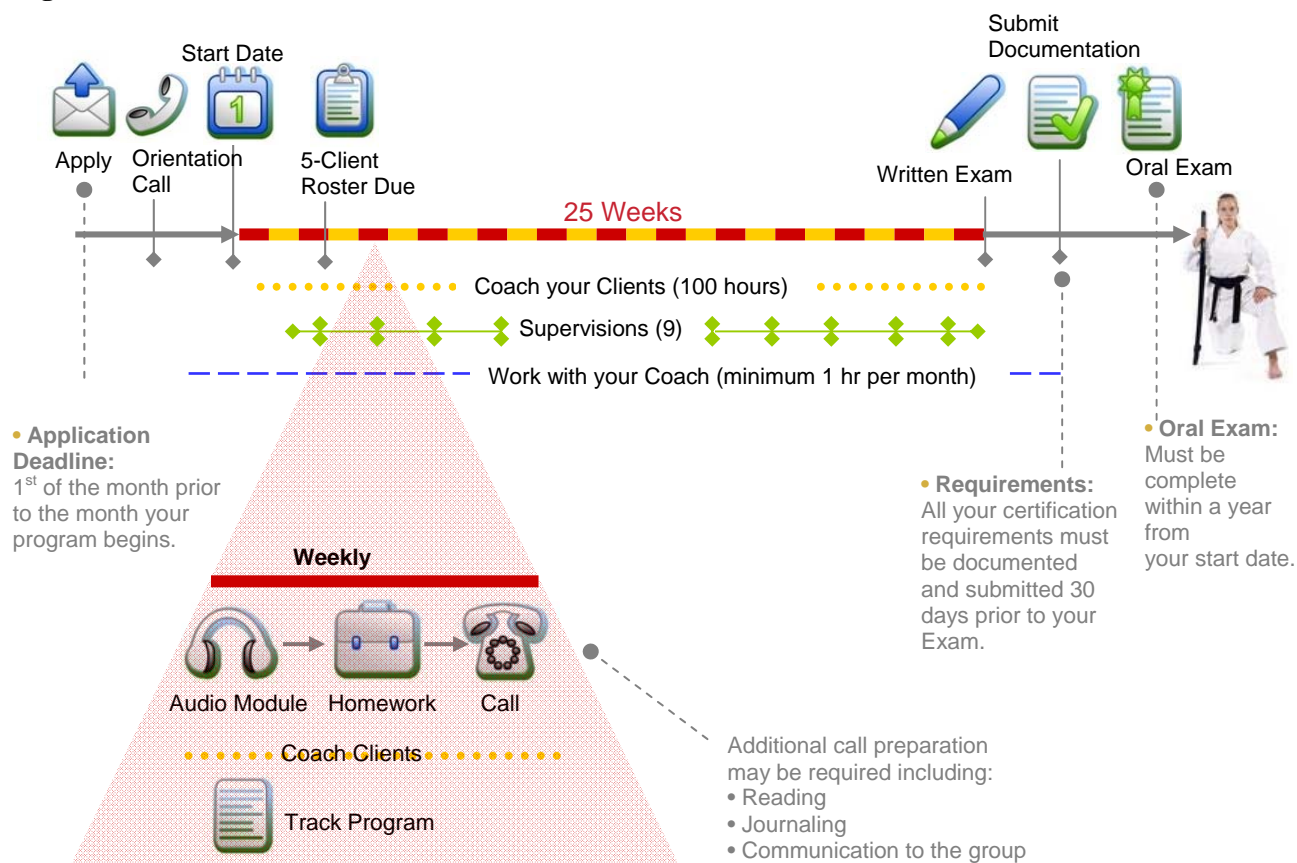 Submit
Documentation
Start Date
1
Apply
Orientation
Call
5-Client
Roster Due
Written Exam
Oral Exam
25 Weeks
Coach your Clients (100 hours)
Supervisions (9)
Work with your Coach (minimum 1 hr per month)
• Application
Deadline:
1st of the month prior
to the month your
program begins.
• Requirements:
All your certification
requirements must
be documented
and submitted 30
days prior to your
Exam.
• Oral Exam:
Must be
complete
within a year
from
your start date.
Weekly
Audio Module
Homework
Call
Coach Clients
Track Program
Additional call preparation
may be required including:
• Reading
• Journaling
• Communication to the group